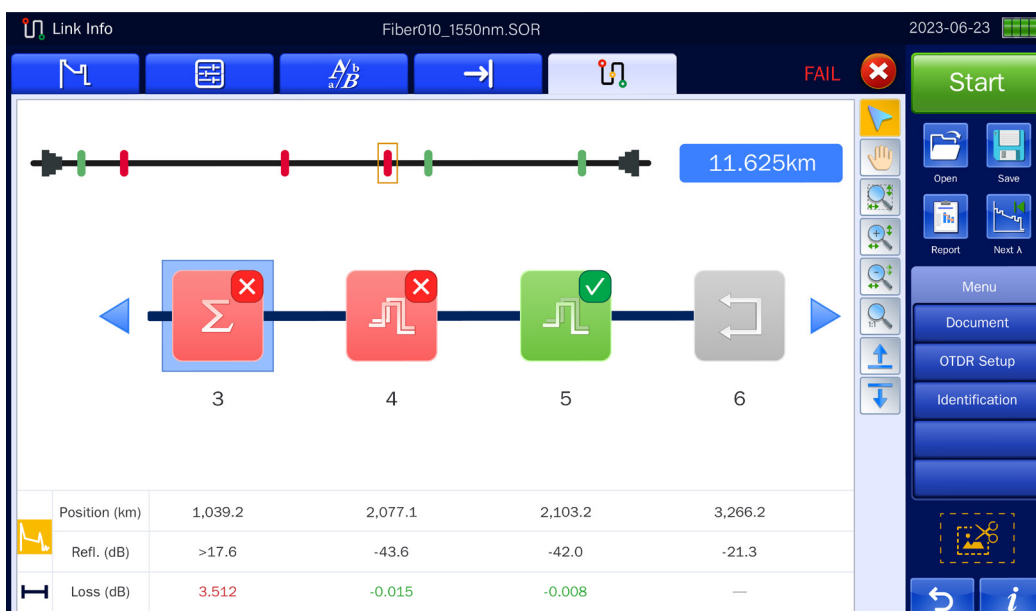 Link Info
Fiber010_1550nm.SOR
2023-06-23
A/B a b
FAIL
Start
11.625km
Open
Save
Report
Next λ
1:1
Menu
Document
OTDR Setup
Identification
Σ
3
4
5
6
Position (km) 1,039.2 2,077.1 2,103.2 3,266.2
Refl. (dB) >17.6 -43.6 -42.0 -21.3
Loss (dB) 3.512 -0.015 -0.008 —
i